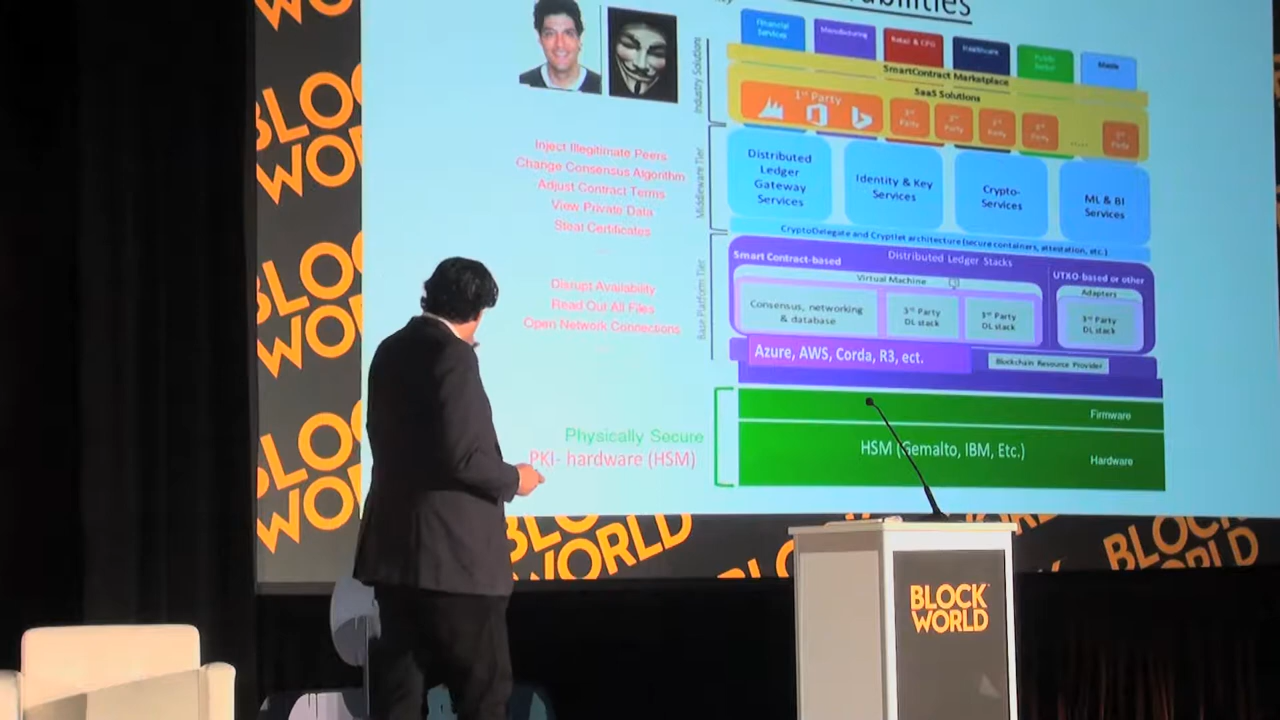 BLOCK
WORLD
Financial
Services
Manufacturing
Retail & CPG
Healthcare
Public
Sector
Media
SmartContract Marketplace
SaaS Solutions
1st Party
3rd
Party
3rd
Party
3rd
Party
3rd
Party
.....
3rd
Party
Industry Solutions
Inject Illegitimate Peers
Change Consensus Algorithm
Adjust Contract Terms
View Private Data
Steal Certificates
Middleware Tier
Distributed
Ledger
Gateway
Services
Identity & Key
Services
Crypto-
Services
ML & BI
Services
CryptoDelegate and Cryptlet architecture (secure containers, attestation, etc.)
Disrupt Availability
Read Out All Files
Open Network Connections
...
Base Platform Tier
Smart Contract-based
Distributed Ledger Stacks
UTXO-based or other
Virtual Machine
Adapters
Consensus, networking
& database
3rd Party
DL stack
3rd Party
DL stack
3rd Party
DL stack
Azure, AWS, Corda, R3, ect.
Blockchain Resource Provider
Physically Secure
PKI- hardware (HSM)
Firmware
HSM (Gemalto, IBM, Etc.)
Hardware
BLOCK
WORLD
BLOCK
WORLD